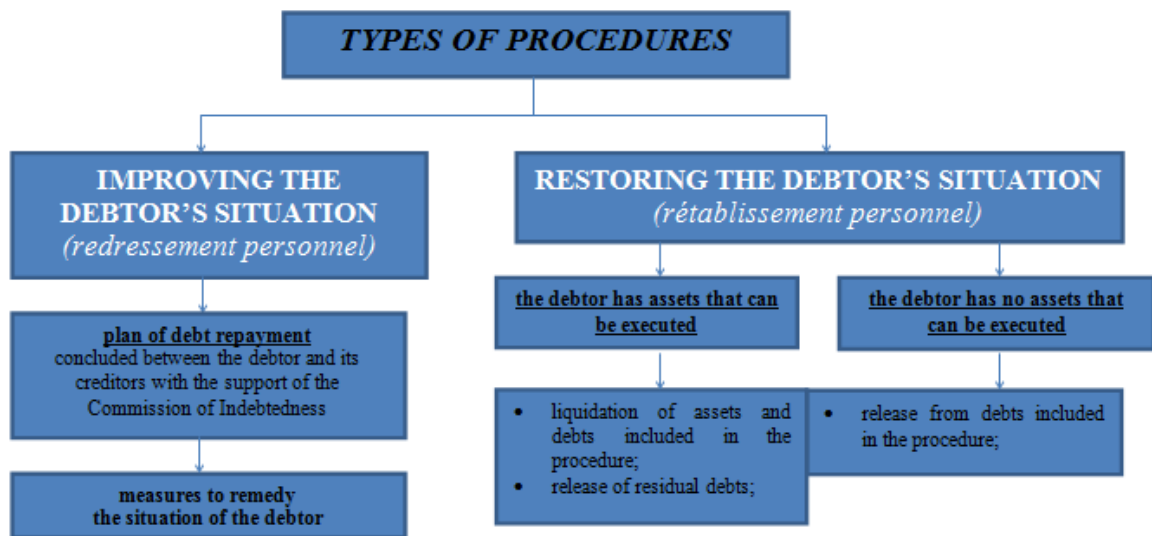 TYPES OF PROCEDURES
IMPROVING THE
DEBTOR'S SITUATION
(redressement personnel)
plan of debt repayment
concluded between the debtor and its
creditors with the support of the
Commission of Indebtedness
measures to remedy
the situation of the debtor
RESTORING THE DEBTOR'S SITUATION
(rétablissement personnel)
the debtor has assets that can
be executed
• liquidation of assets and
debts included in the
procedure;
• release of residual debts;
the debtor has no assets that
can be executed
• release from debts included
in the procedure;